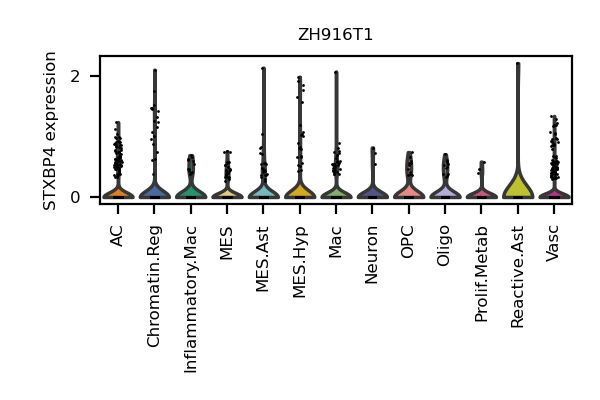 ZH916T1
STXBP4 expression
2
0
AC
Chromatin.Reg
Inflammatory.Mac
MES
MES.Ast
MES.Hyp
Mac
Neuron
OPC
Oligo
Prolif.Metab
Reactive.Ast
Vasc